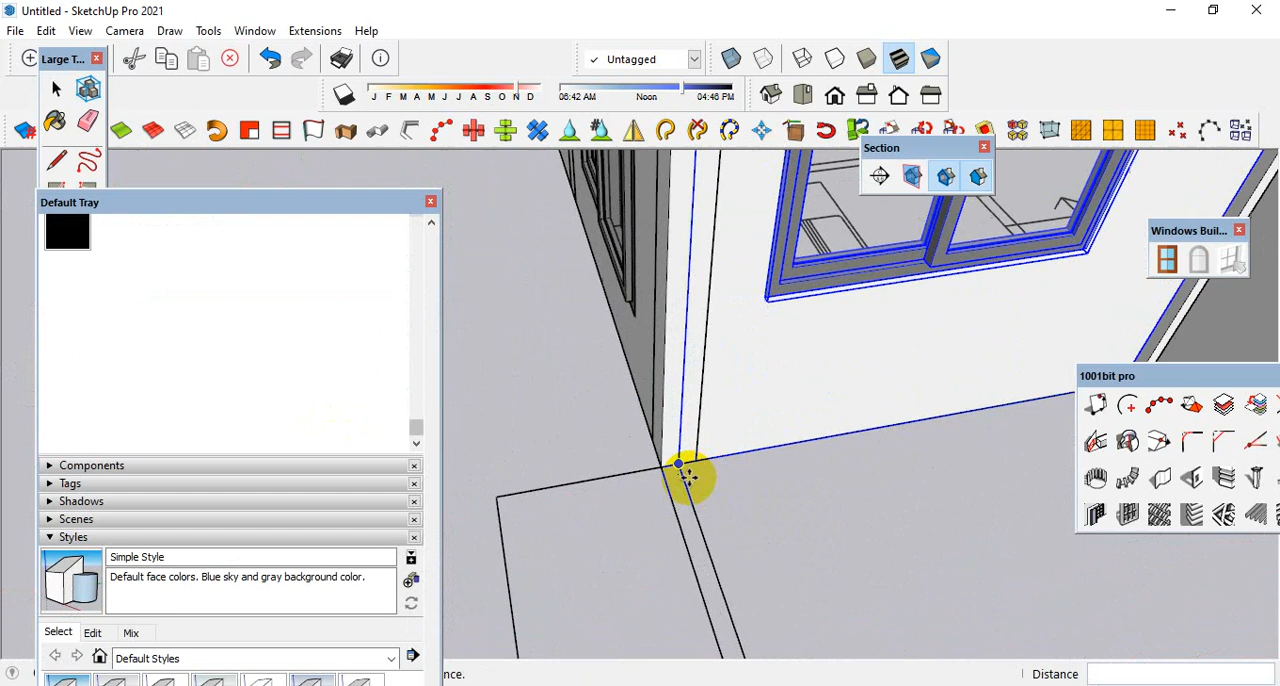 Untitled - SketchUp Pro 2021
File Edit View Camera Draw Tools Window Extensions Help
Large T...
Untagged
J F M A M J J A S O N D
06:42 AM Noon 04:46 PM
Section
Default Tray
Windows Buil...
1001bit pro
Components
Tags
Shadows
Scenes
Styles
Simple Style
Default face colors. Blue sky and gray background color.
Select Edit Mix
Default Styles
nce.
Distance